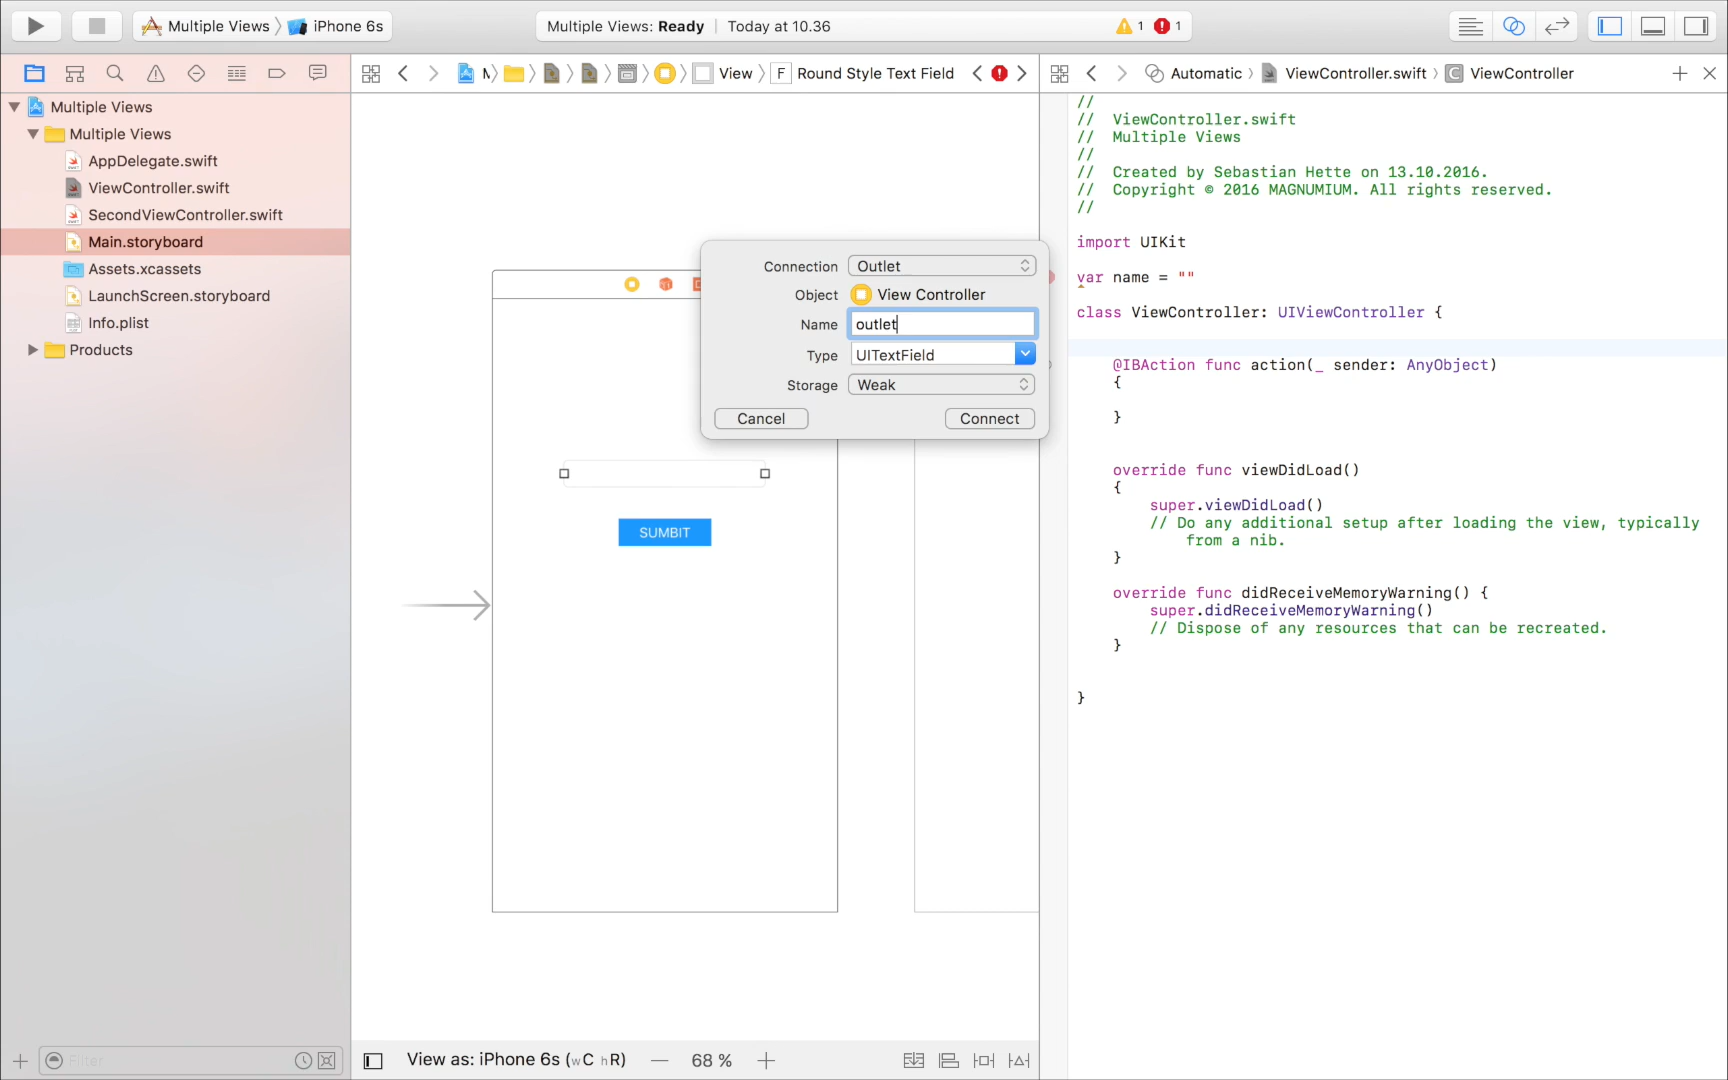 Multiple Views
iPhone 6s
Multiple Views: Ready
Today at 10.36
1
1
View
F
Round Style Text Field
Automatic
ViewController.swift
C
ViewController
Multiple Views
Multiple Views
AppDelegate.swift
ViewController.swift
SecondViewController.swift
Main.storyboard
Assets.xcassets
LaunchScreen.storyboard
Info.plist
Products
Filter
Connection
Outlet
Object
View Controller
Name
outlet
Type
UITextField
Storage
Weak
Cancel
Connect
SUMBIT
View as: iPhone 6s (wC hR)
68 %
//
//  ViewController.swift
//  Multiple Views
//
//  Created by Sebastian Hette on 13.10.2016.
//  Copyright © 2016 MAGNUMIUM. All rights reserved.
//
import UIKit
var name = ""
class ViewController: UIViewController {
@IBAction func action(_ sender: AnyObject)
{
}
override func viewDidLoad()
{
super.viewDidLoad()
// Do any additional setup after loading the view, typically
from a nib.
}
override func didReceiveMemoryWarning() {
super.didReceiveMemoryWarning()
// Dispose of any resources that can be recreated.
}
}